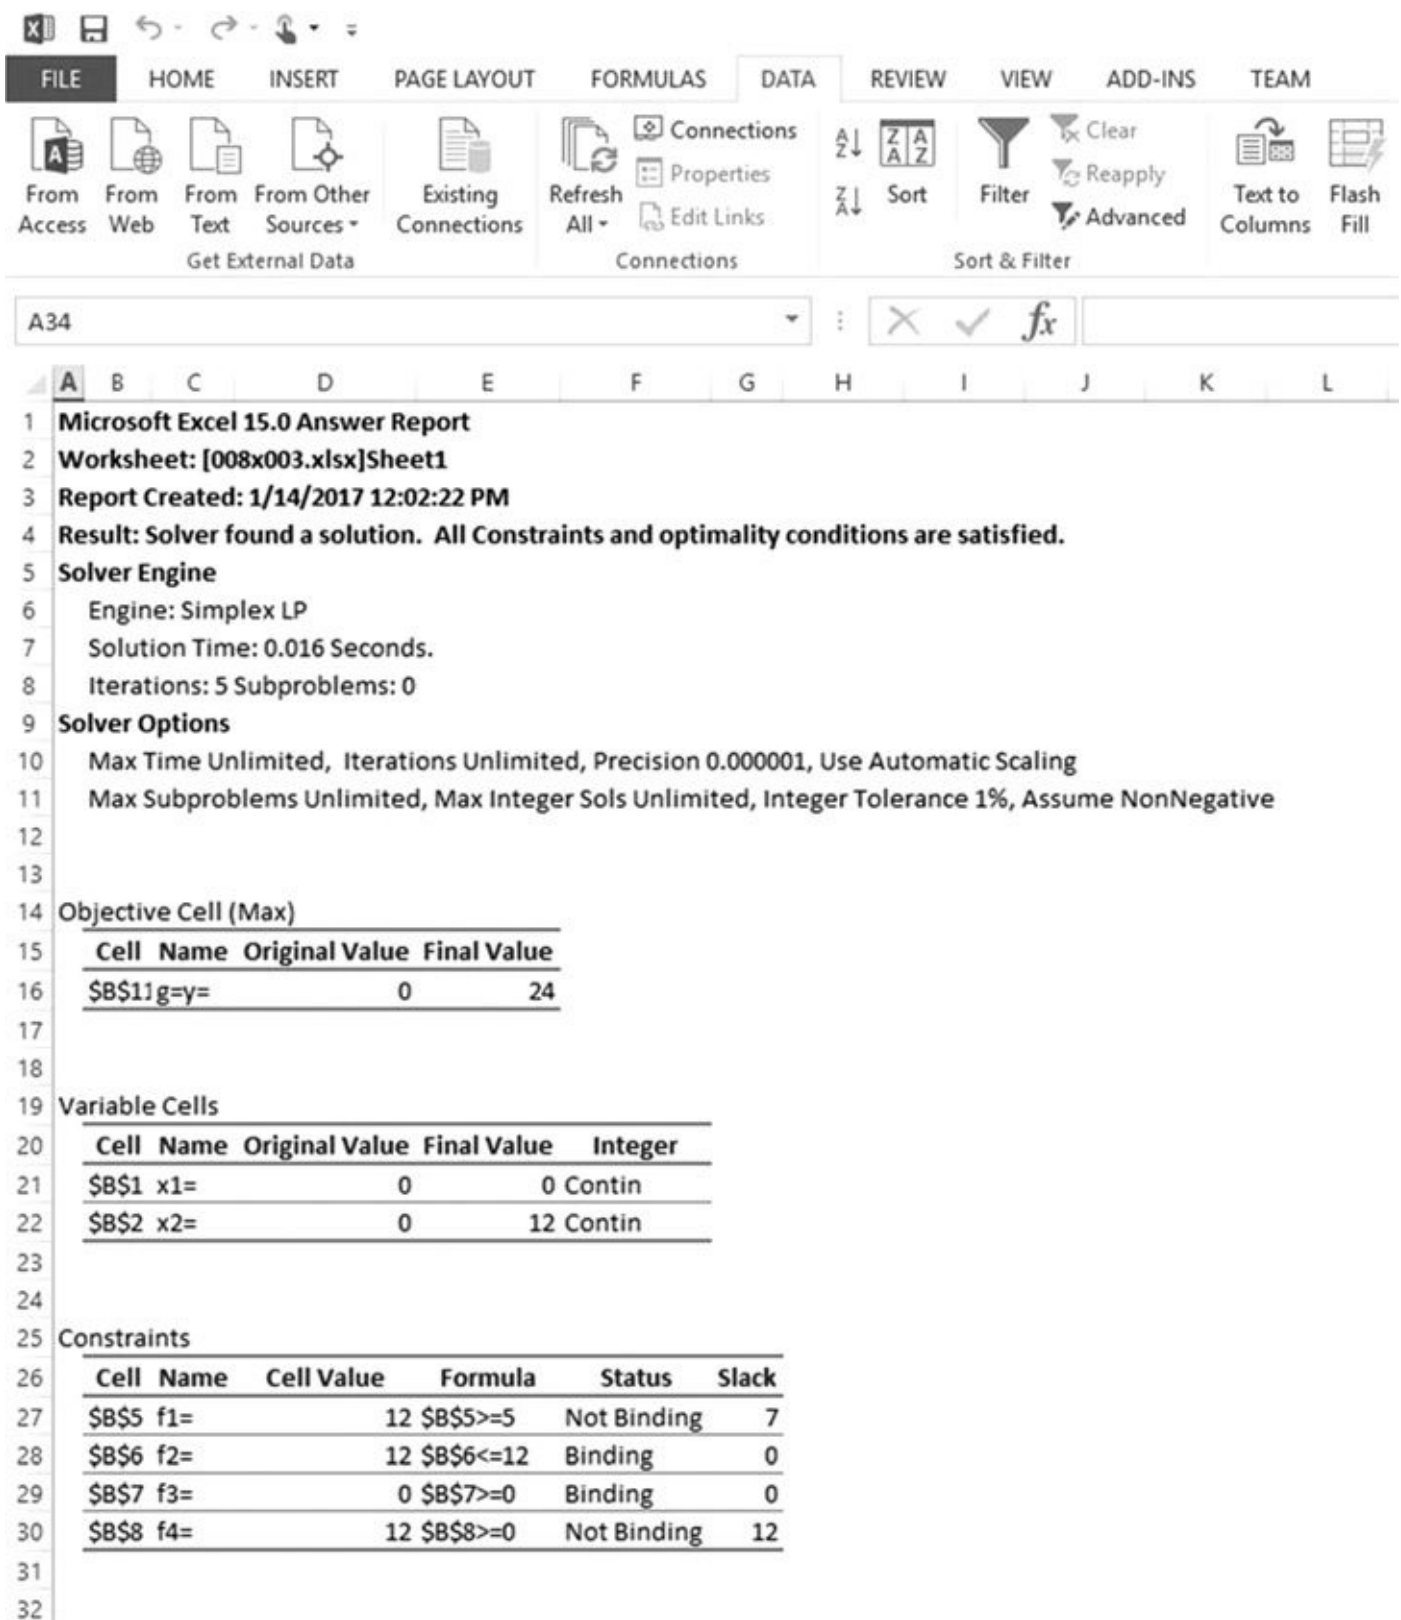 FILE HOME INSERT PAGE LAYOUT FORMULAS DATA REVIEW VIEW ADD-INS TEAM
From Access From Web From Text From Other Sources Existing Connections Refresh All Connections Properties Edit Links Sort Filter Clear Reapply Advanced Text to Columns Flash Fill
Get External Data Connections Sort & Filter
A34 fx
A B C D E F G H I J K L
1 Microsoft Excel 15.0 Answer Report
2 Worksheet: [008x003.xlsx]Sheet1
3 Report Created: 1/14/2017 12:02:22 PM
4 Result: Solver found a solution. All Constraints and optimality conditions are satisfied.
5 Solver Engine
6 Engine: Simplex LP
7 Solution Time: 0.016 Seconds.
8 Iterations: 5 Subproblems: 0
9 Solver Options
10 Max Time Unlimited, Iterations Unlimited, Precision 0.000001, Use Automatic Scaling
11 Max Subproblems Unlimited, Max Integer Sols Unlimited, Integer Tolerance 1%, Assume NonNegative
12
13
14 Objective Cell (Max)
15 Cell Name Original Value Final Value
16 $B$11 g=y= 0 24
17
18
19 Variable Cells
20 Cell Name Original Value Final Value Integer
21 $B$1 x1= 0 0 Contin
22 $B$2 x2= 0 12 Contin
23
24
25 Constraints
26 Cell Name Cell Value Formula Status Slack
27 $B$5 f1= 12 $B$5>=5 Not Binding 7
28 $B$6 f2= 12 $B$6<=12 Binding 0
29 $B$7 f3= 0 $B$7>=0 Binding 0
30 $B$8 f4= 12 $B$8>=0 Not Binding 12
31
32